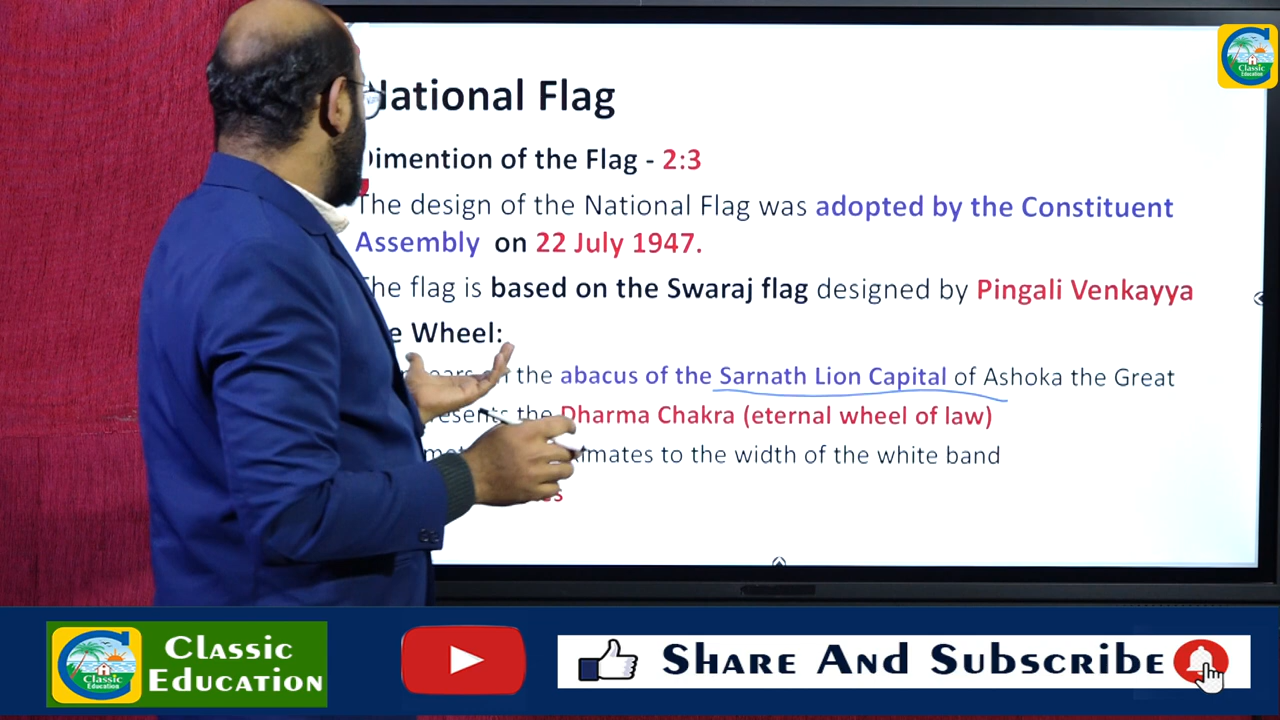 National Flag
Dimention of the Flag - 2:3
The design of the National Flag was adopted by the Constituent
Assembly on 22 July 1947.
The flag is based on the Swaraj flag designed by Pingali Venkayya
Wheel:
the abacus of the Sarnath Lion Capital of Ashoka the Great
the Dharma Chakra (eternal wheel of law)
to the width of the white band
Classic
Education
Classic
Education
Classic
Education
Share And Subscribe